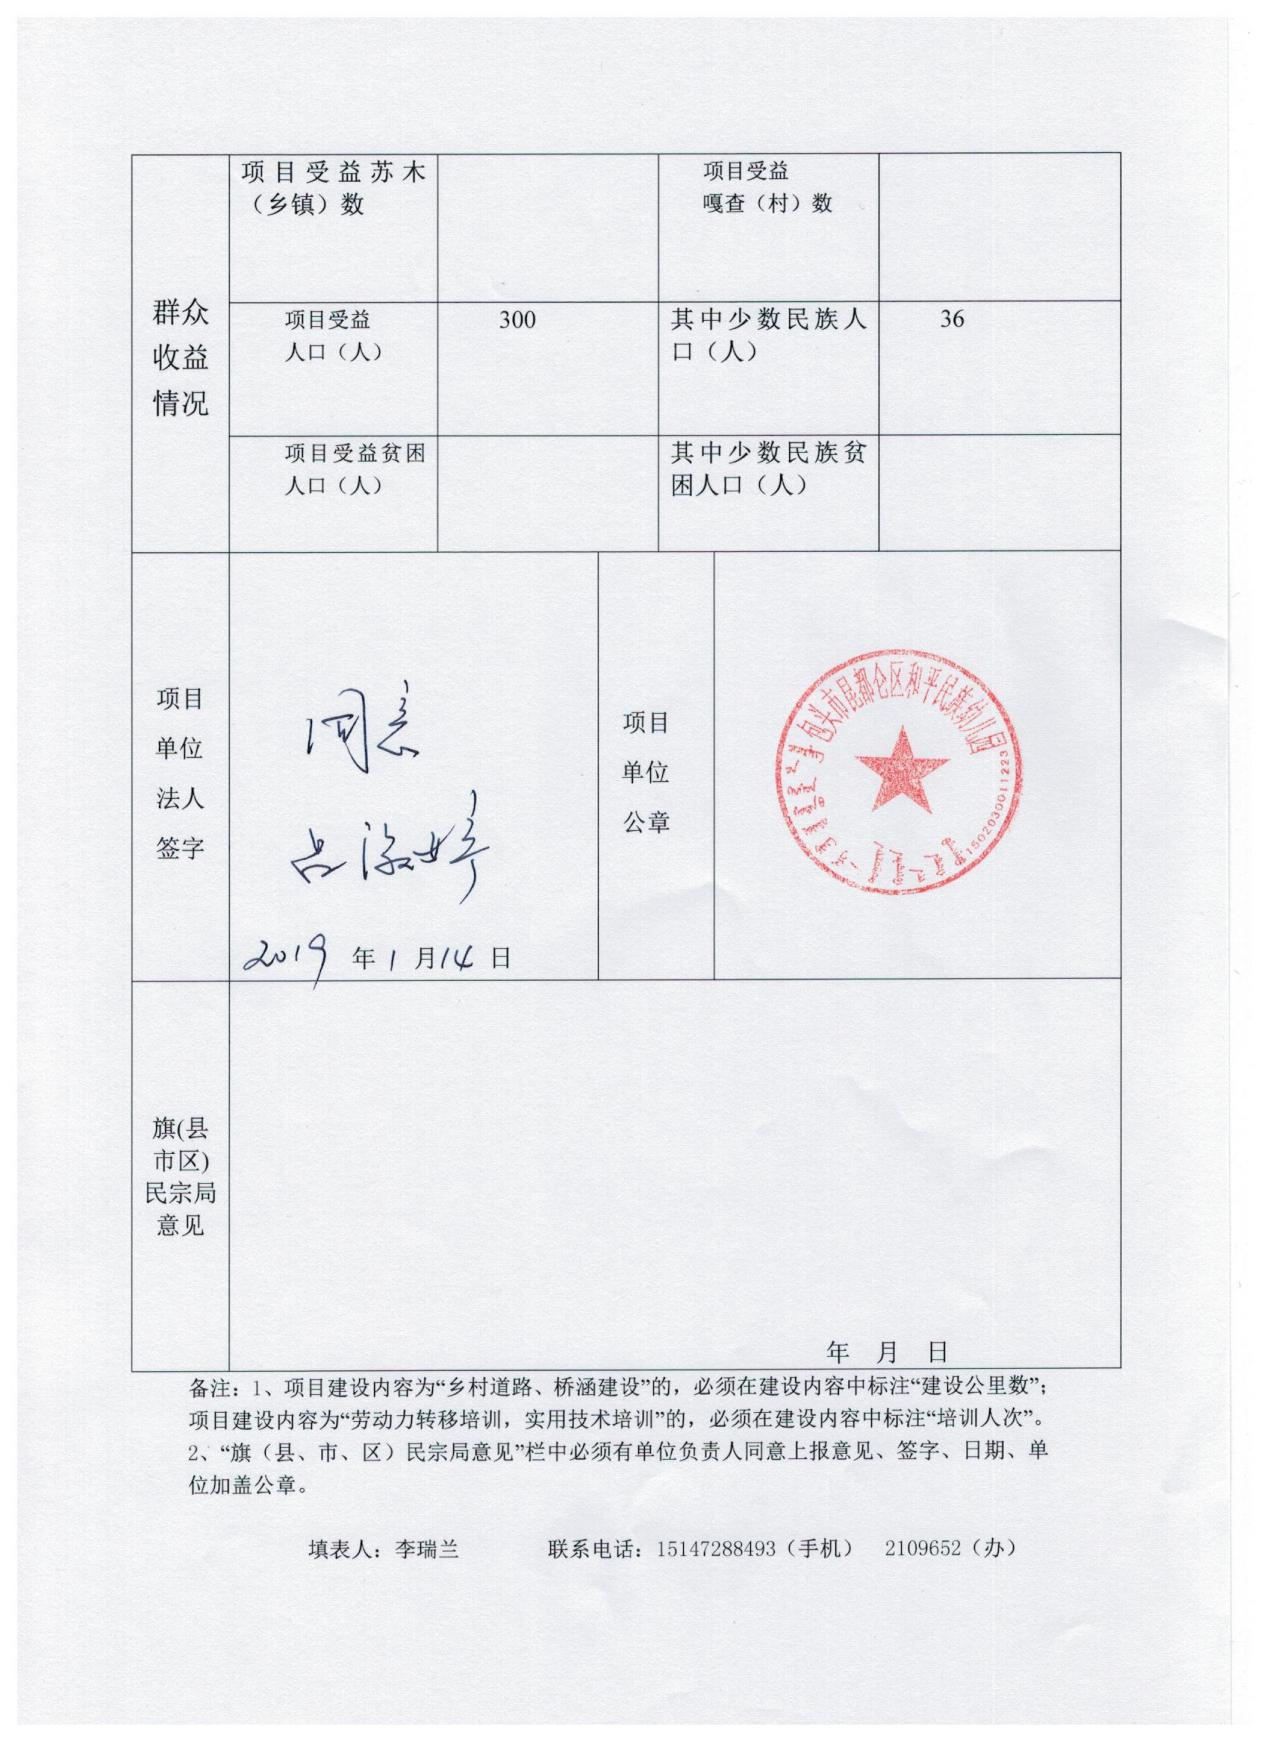 项目受益苏木
（乡镇）数
项目受益
嘎查（村）数
群众
收益
情况
项目受益
人口（人）
300
其中少数民族人
口（人）
36
项目受益贫困
人口（人）
其中少数民族贫
困人口（人）
项目
单位
法人
签字
同意
吕淑婷
2019 年 1 月 14 日
项目
单位
公章
包头市昆都仑区和平民族幼儿园
1502030011223
旗(县
市区)
民宗局
意见
年 月 日
备注：1、项目建设内容为“乡村道路、桥涵建设”的，必须在建设内容中标注“建设公里数”；
项目建设内容为“劳动力转移培训，实用技术培训”的，必须在建设内容中标注“培训人次”。
2、“旗（县、市、区）民宗局意见”栏中必须有单位负责人同意上报意见、签字、日期、单
位加盖公章。
填表人：李瑞兰 联系电话：15147288493（手机） 2109652（办）